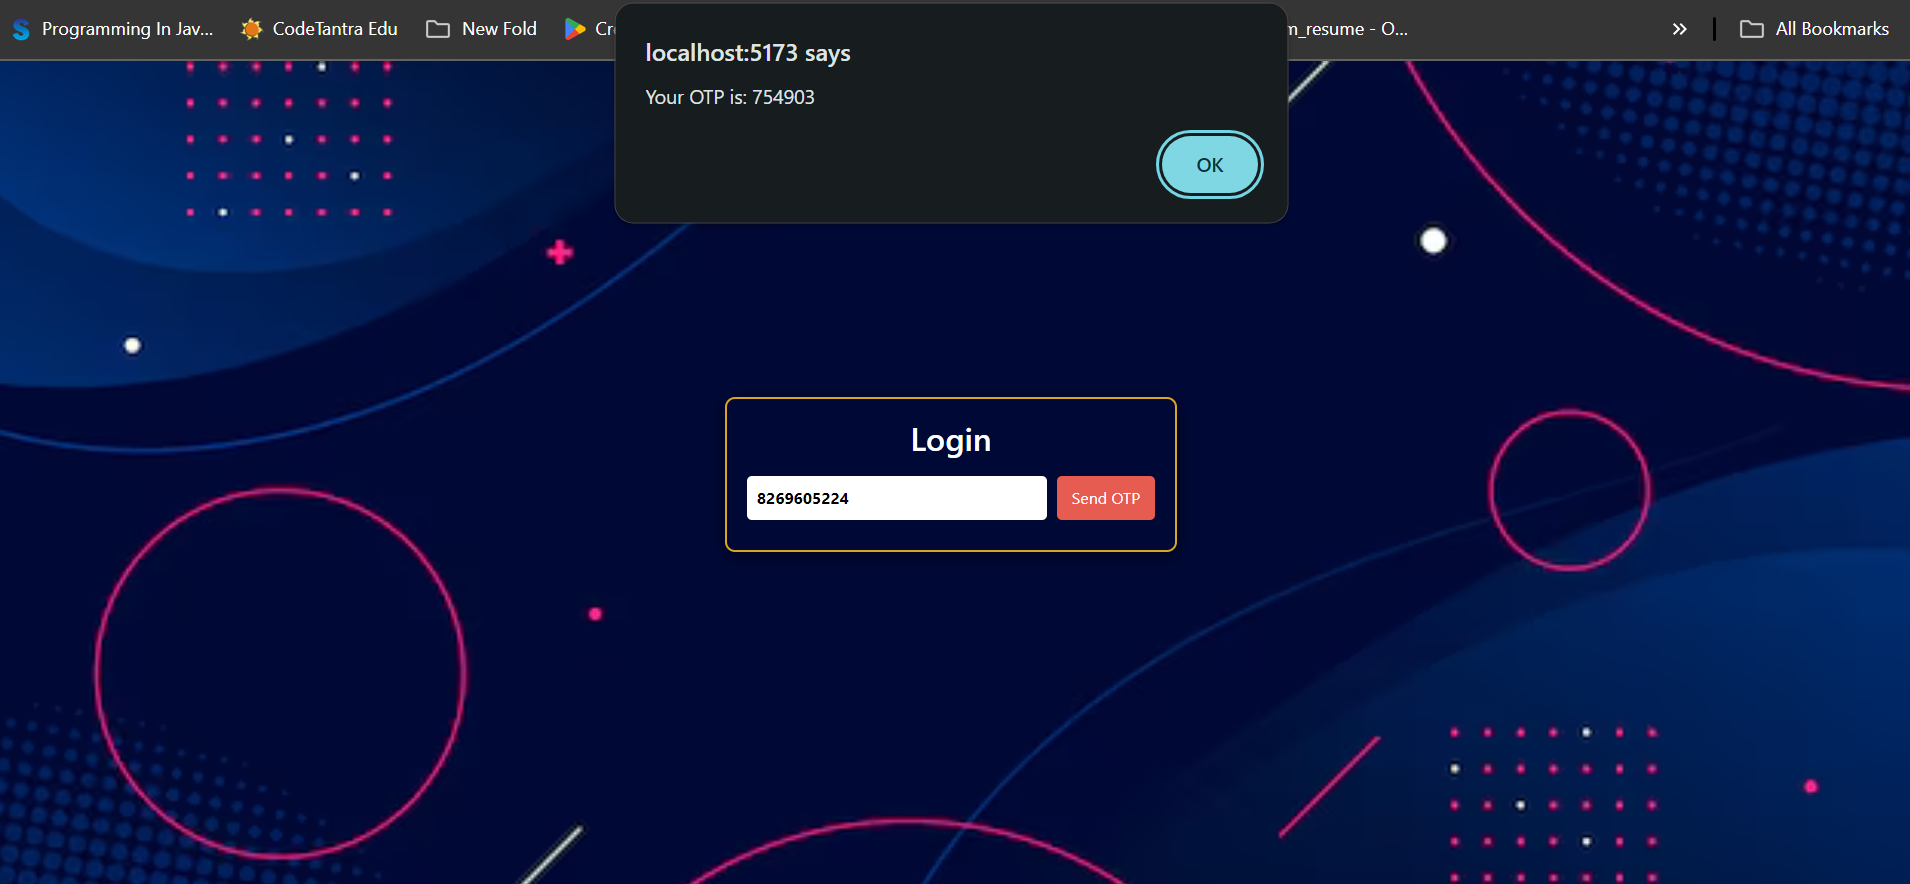 Programming In Jav...
CodeTantra Edu
New Fold
m_resume - O...
All Bookmarks
localhost:5173 says
Your OTP is: 754903
OK
Login
8269605224
Send OTP